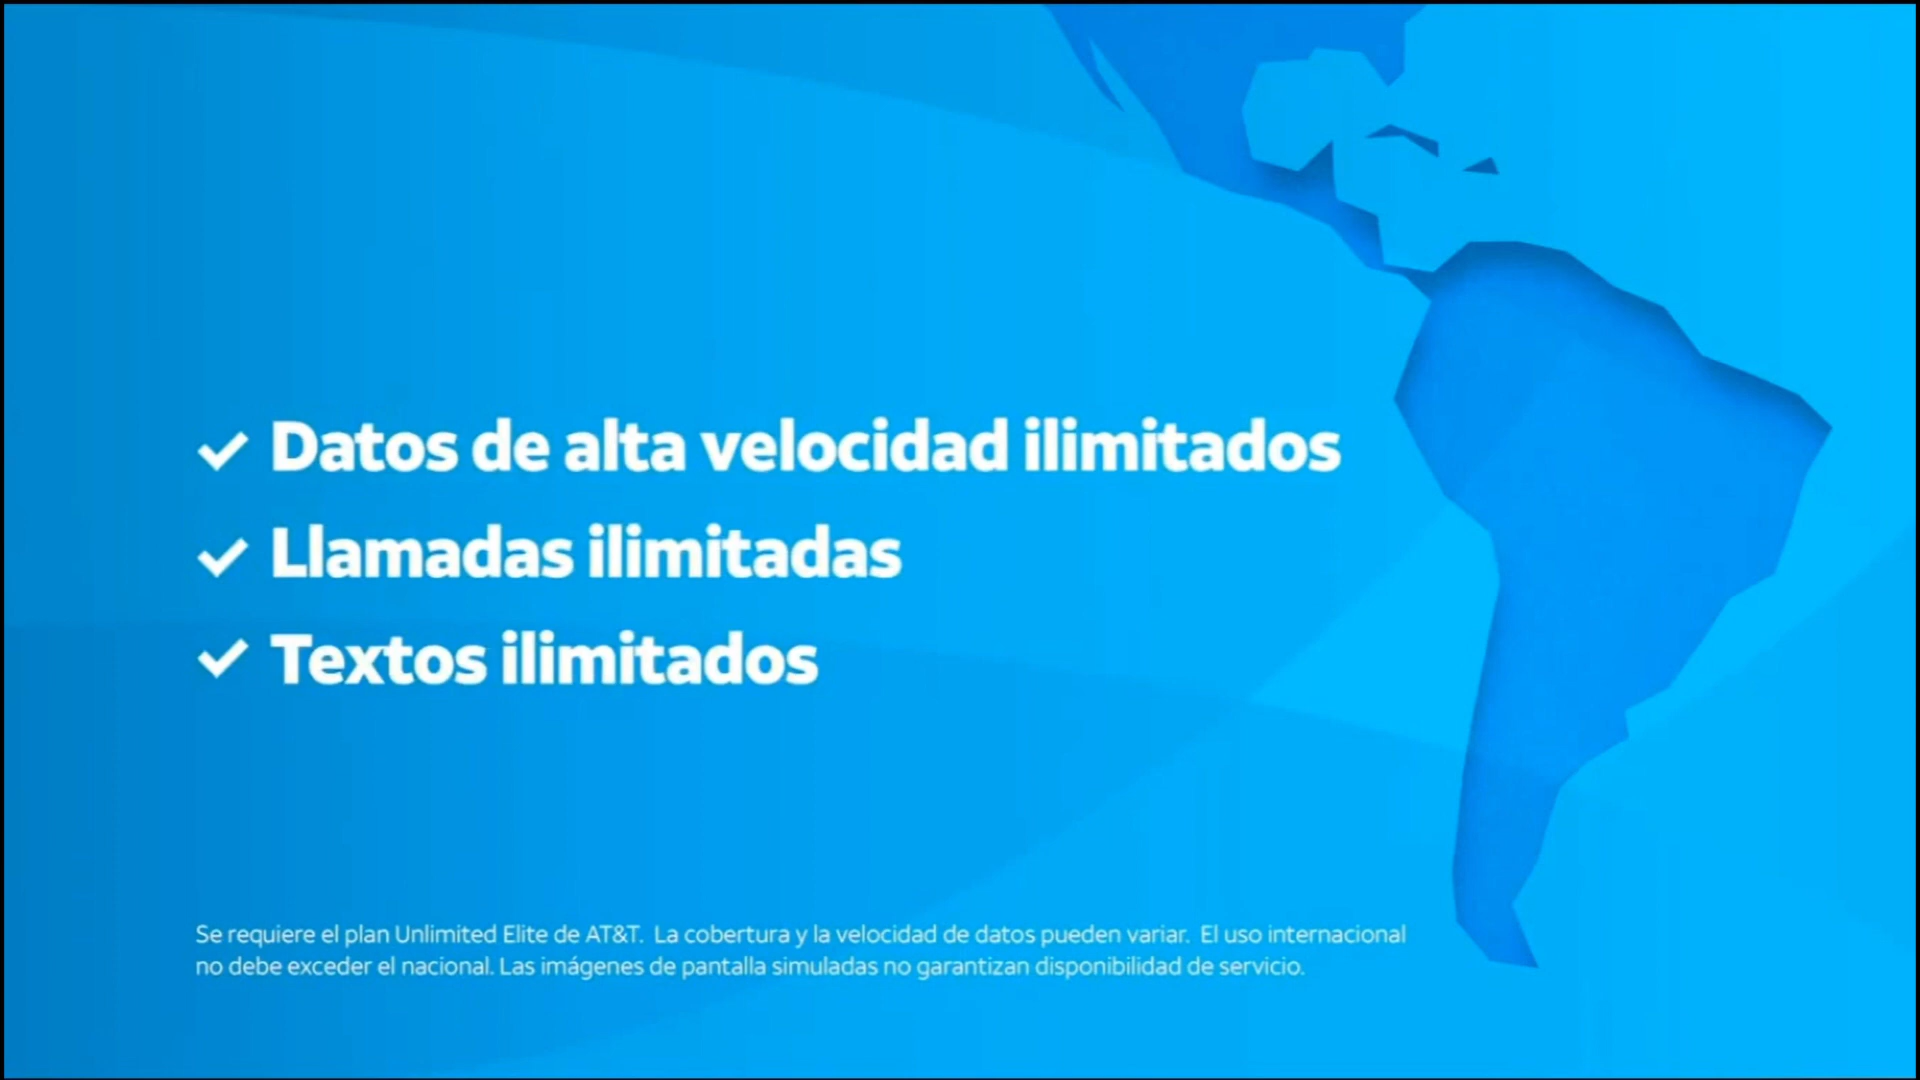 Datos de alta velocidad ilimitados
Llamadas ilimitadas
Textos ilimitados
Se requiere el plan Unlimited Elite de AT&T. La cobertura y la velocidad de datos pueden variar. El uso internacional
no debe exceder el nacional. Las imágenes de pantalla simuladas no garantizan disponibilidad de servicio.